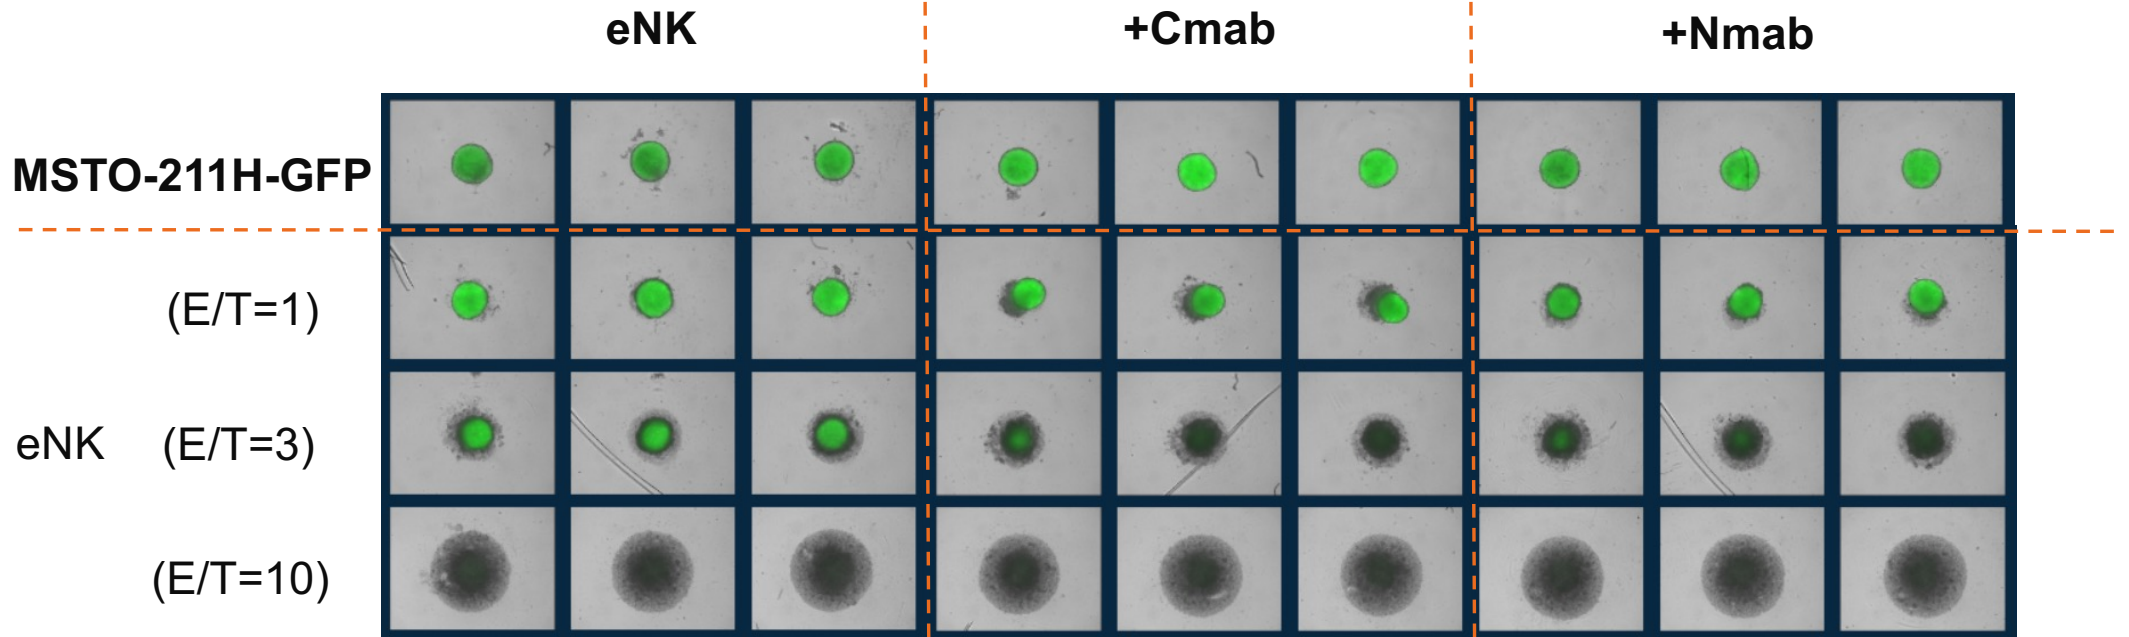 eNK +Cmab +Nmab
MSTO-211H-GFP
(E/T=1)
eNK (E/T=3)
(E/T=10)